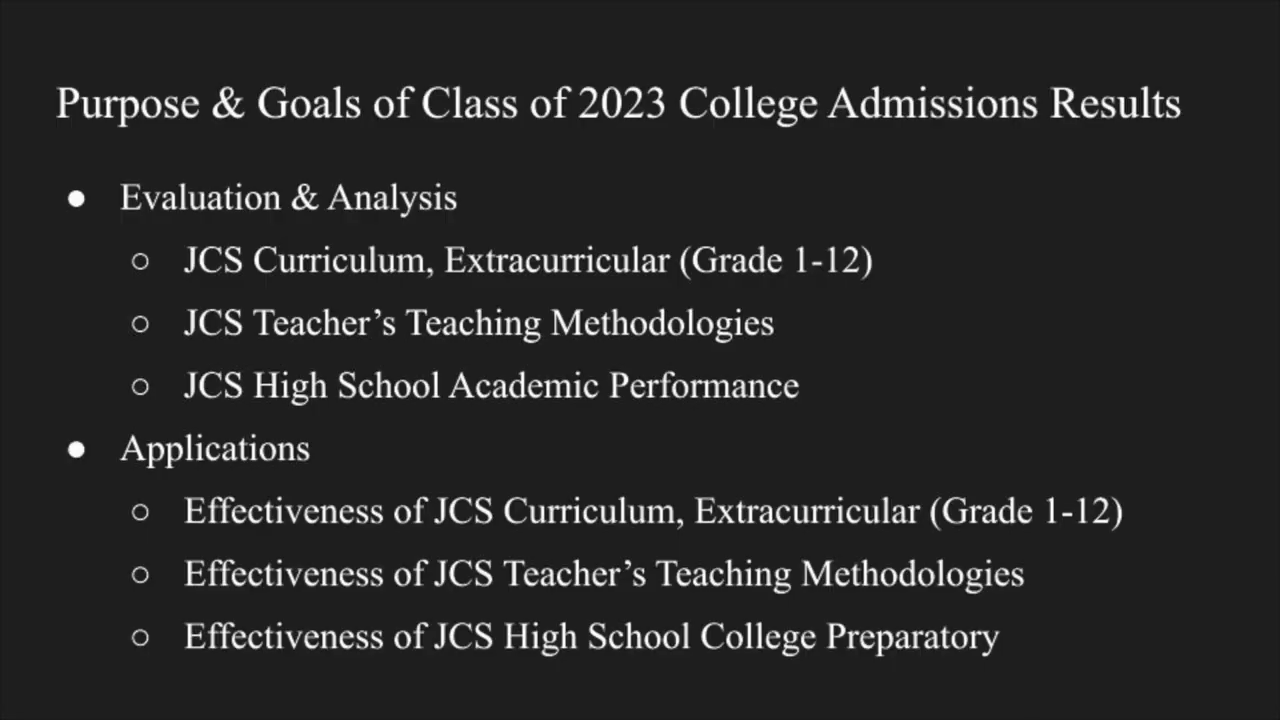 Purpose & Goals of Class of 2023 College Admissions Results
● Evaluation & Analysis
○ JCS Curriculum, Extracurricular (Grade 1-12)
○ JCS Teacher’s Teaching Methodologies
○ JCS High School Academic Performance
● Applications
○ Effectiveness of JCS Curriculum, Extracurricular (Grade 1-12)
○ Effectiveness of JCS Teacher’s Teaching Methodologies
○ Effectiveness of JCS High School College Preparatory